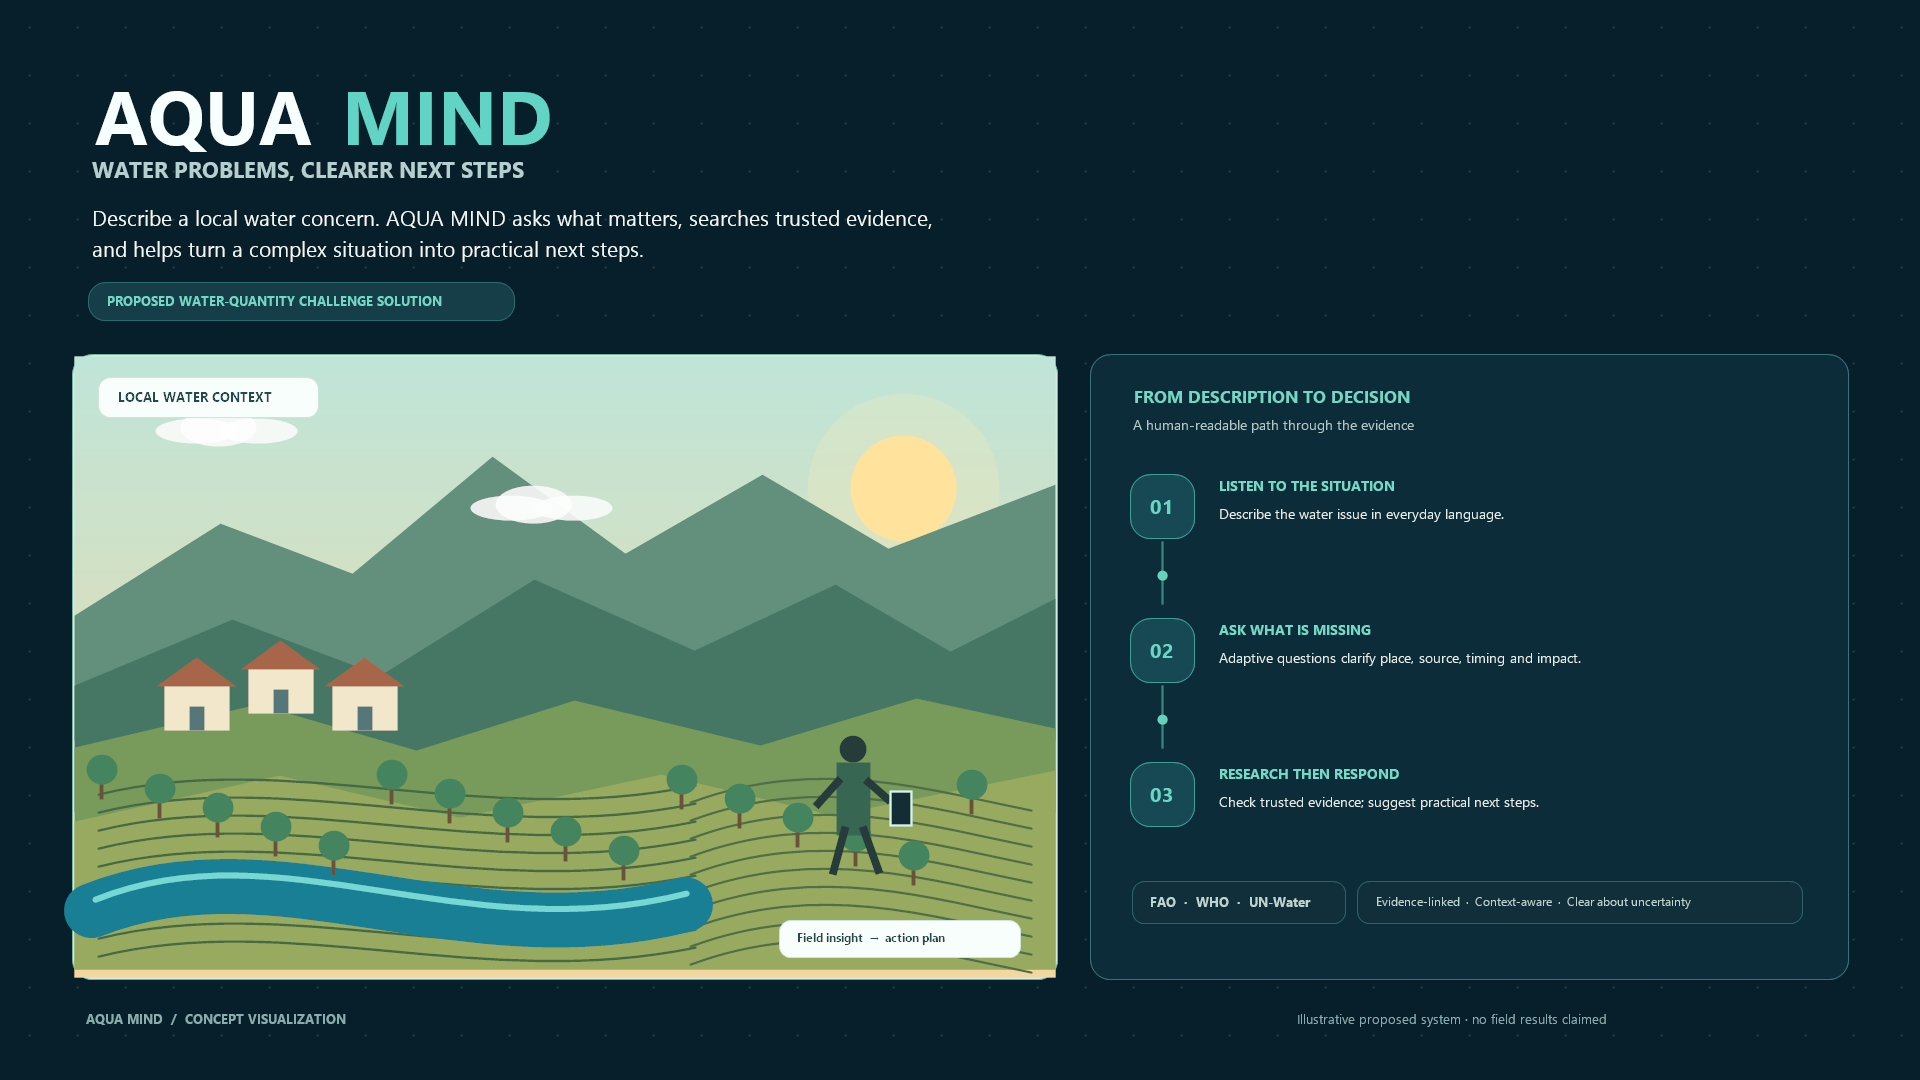 AQUA MIND
WATER PROBLEMS, CLEARER NEXT STEPS
Describe a local water concern. AQUA MIND asks what matters, searches trusted evidence,
and helps turn a complex situation into practical next steps.
PROPOSED WATER-QUANTITY CHALLENGE SOLUTION
LOCAL WATER CONTEXT
Field insight → action plan
FROM DESCRIPTION TO DECISION
A human-readable path through the evidence
01
LISTEN TO THE SITUATION
Describe the water issue in everyday language.
02
ASK WHAT IS MISSING
Adaptive questions clarify place, source, timing and impact.
03
RESEARCH THEN RESPOND
Check trusted evidence; suggest practical next steps.
FAO · WHO · UN-Water
Evidence-linked · Context-aware · Clear about uncertainty
AQUA MIND / CONCEPT VISUALIZATION
Illustrative proposed system · no field results claimed